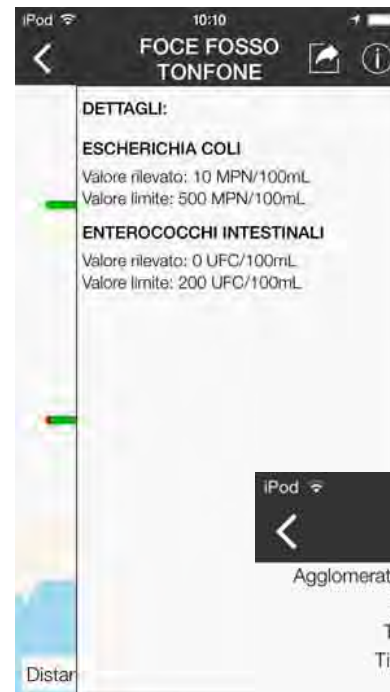 iPod 10:10
FOCE FOSSO
TONFONE
DETTAGLI:
ESCHERICHIA COLI
Valore rilevato: 10 MPN/100mL
Valore limite: 500 MPN/100mL
ENTEROCOCCHI INTESTINALI
Valore rilevato: 0 UFC/100mL
Valore limite: 200 UFC/100mL
Distar
iPod
Agglomerat
T
Ti